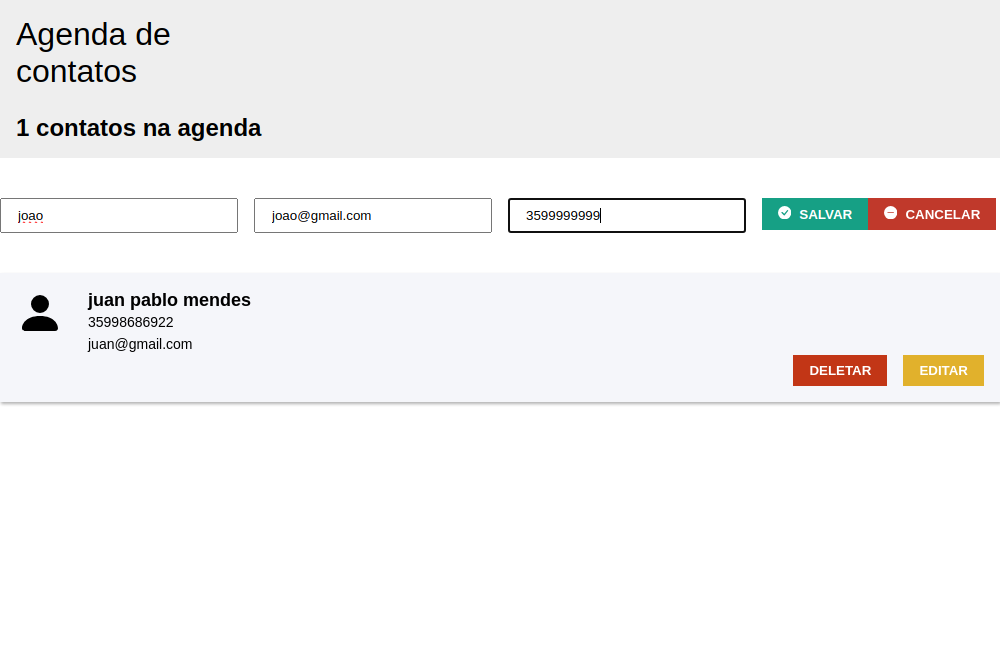 Agenda de
contatos
1 contatos na agenda
joao
joao@gmail.com
3599999999
SALVAR
CANCELAR
juan pablo mendes
35998686922
juan@gmail.com
DELETAR
EDITAR